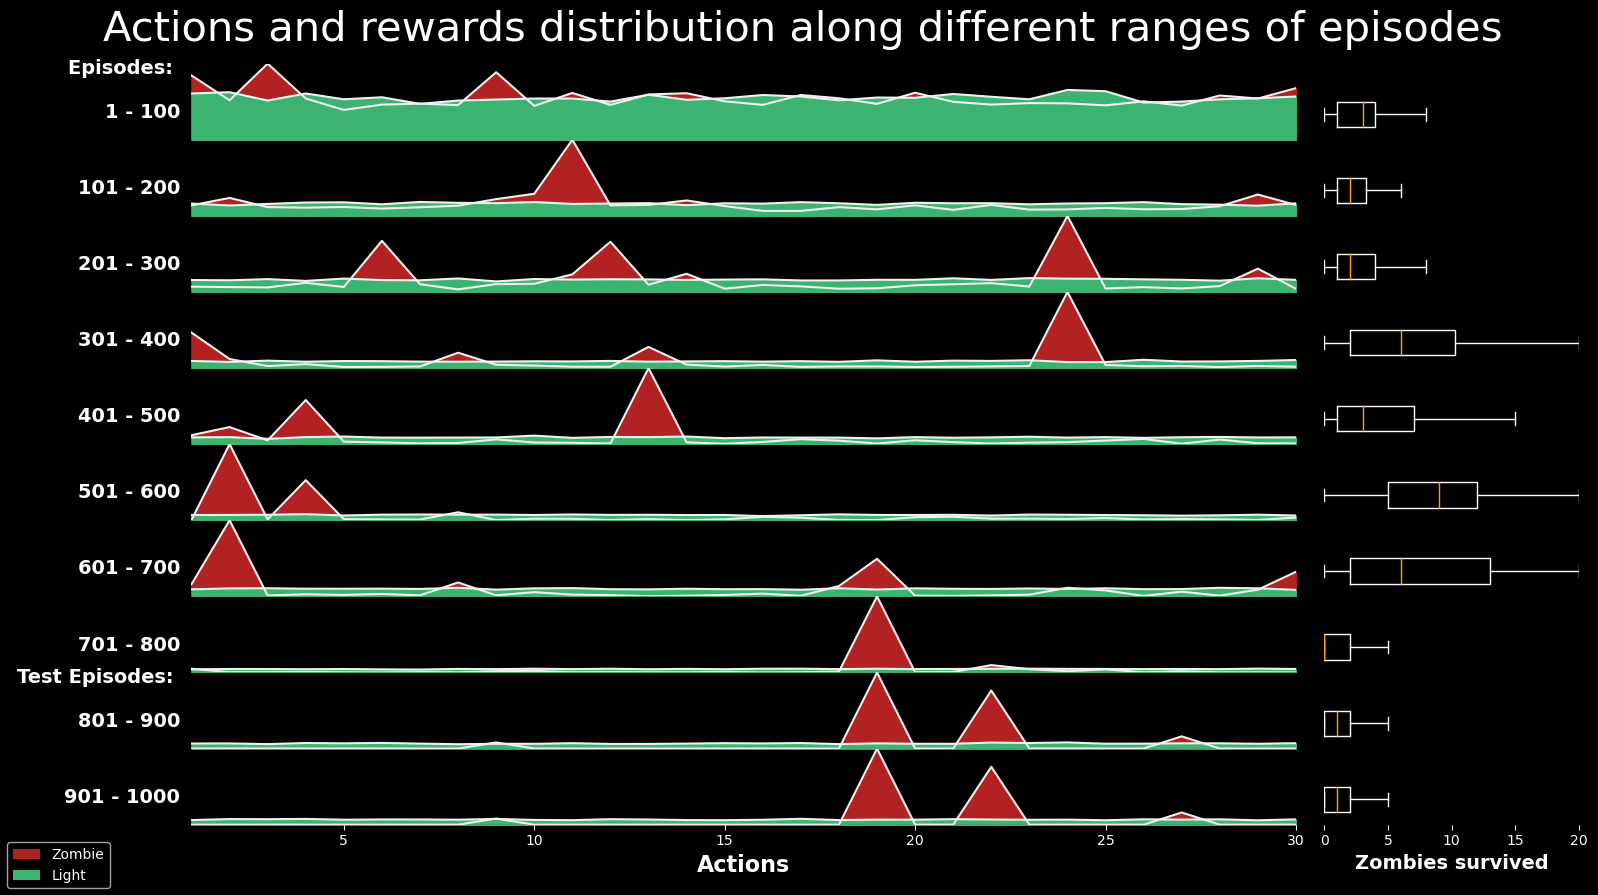 Actions and rewards distribution along different ranges of episodes
Episodes:
1 - 100
101 - 200
201 - 300
301 - 400
401 - 500
501 - 600
601 - 700
701 - 800
Test Episodes:
801 - 900
901 - 1000
5 10 15 20 25 30
Actions
0 5 10 15 20
Zombies survived
Zombie
Light